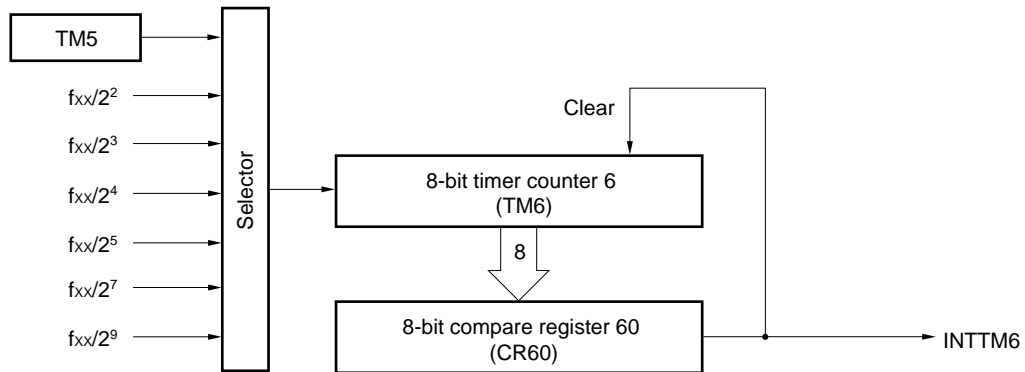 TM5
fxx/2²
fxx/2³
fxx/2⁴
fxx/2⁵
fxx/2⁷
fxx/2⁹
Selector
Clear
8-bit timer counter 6
(TM6)
8
8-bit compare register 60
(CR60)
INTTM6